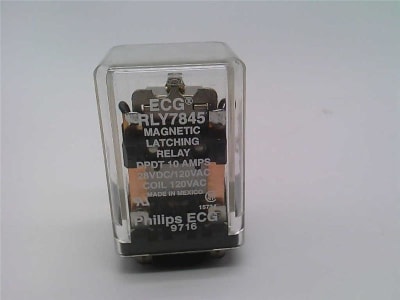 ECG®
RLY7845
MAGNETIC
LATCHING
RELAY
DPDT 10 AMPS
28VDC/120VAC
COIL 120VAC
MADE IN MEXICO
Philips ECG
9716